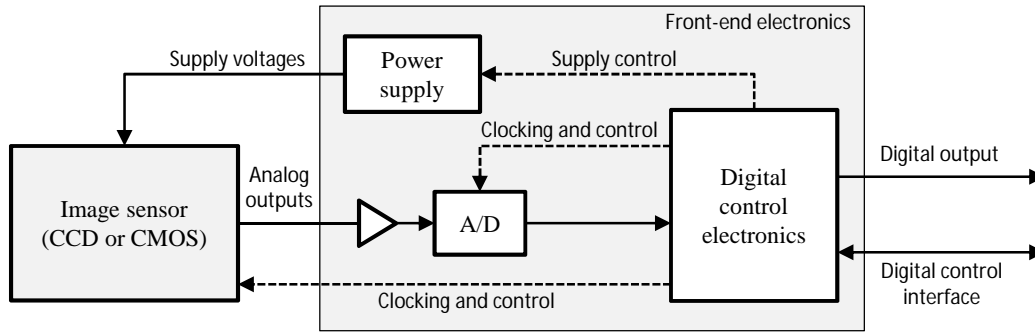 Front-end electronics
Supply voltages
Power
supply
Supply control
Clocking and control
Image sensor
(CCD or CMOS)
Analog
outputs
A/D
Digital
control
electronics
Digital output
Clocking and control
Digital control
interface